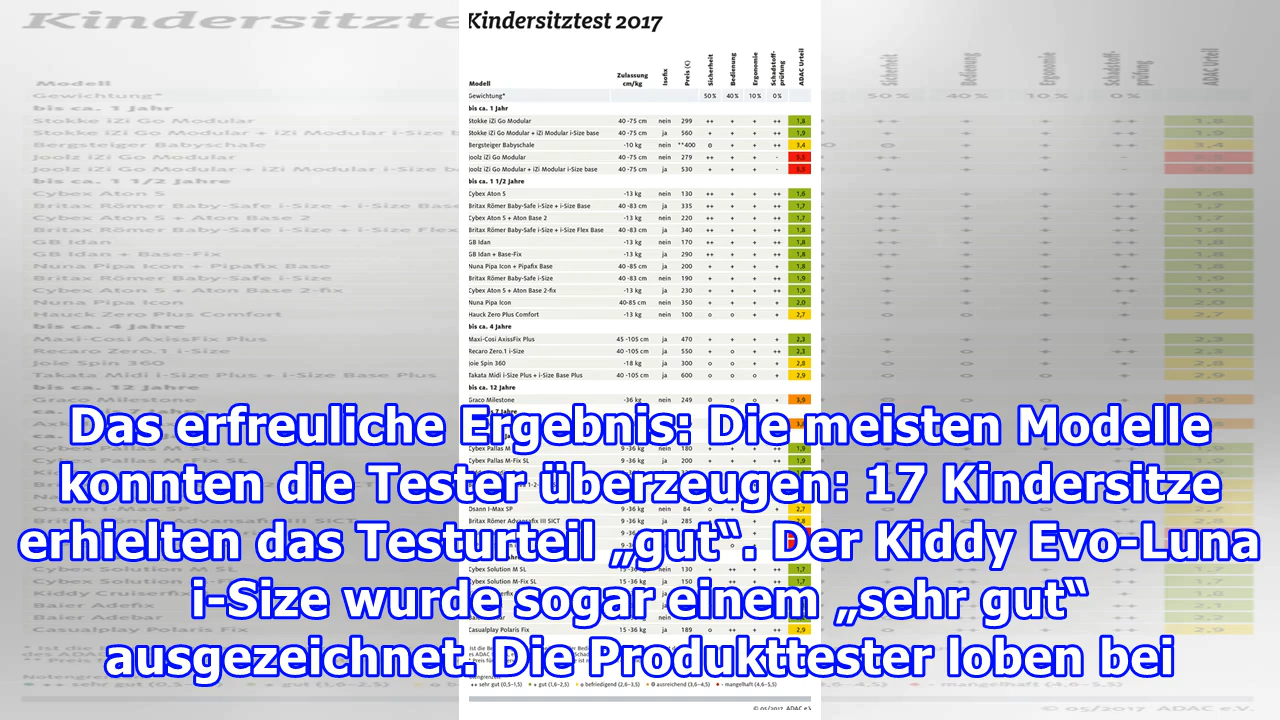 Kindersitztest 2017
Modell Zulassung cm/kg Isofix Preis (€) Sicherheit Bedienung Ergonomie Schadstoff-prüfung ADAC Urteil
Gewichtung* 50% 40% 10% 0%
bis ca. 1 Jahr
Stokke iZi Go Modular 40-75 cm nein 299 ++ + + ++ 1,8
Stokke iZi Go Modular + iZi Modular i-Size base 40-75 cm ja 560 + + + ++ 1,9
Bergsteiger Babyschale -10 kg nein **400 + + ++ 3,4
Joolz iZi Go Modular 40-75 cm nein 279 ++ + + - 5,5
Joolz iZi Go Modular + iZi Modular i-Size base 40-75 cm ja 530 + + + - 5,5
bis ca. 1 1/2 Jahre
Cybex Aton 5 -13 kg nein 130 ++ + + ++ 1,6
Britax Römer Baby-Safe i-Size + i-Size Base 40-83 cm ja 335 ++ + + ++ 1,7
Cybex Aton 5 + Aton Base 2 -13 kg nein 220 ++ + + ++ 1,7
Britax Römer Baby-Safe i-Size + i-Size Flex Base 40-83 cm ja 340 ++ + + ++ 1,8
GB Idan -13 kg nein 170 ++ + + ++ 1,8
GB Idan + Base-Fix -13 kg ja 290 ++ + + ++ 1,8
Nuna Pipa Icon + Pipafix Base 40-85 cm ja 200 + + + + 1,8
Britax Römer Baby-Safe i-Size 40-83 cm nein 190 + + + ++ 1,9
Cybex Aton 5 + Aton Base 2-fix -13 kg ja 230 + + + ++ 1,9
Nuna Pipa Icon 40-85 cm nein 350 + + + + 2,0
Hauck Zero Plus Comfort -13 kg nein 100 o o + + 2,7
bis ca. 4 Jahre
Maxi-Cosi AxissFix Plus 45-105 cm ja 470 + + + + 2,3
Recaro Zero.1 i-Size 40-105 cm ja 550 + o + ++ 2,3
Joie Spin 360 -18 kg ja 300 o o + + 2,8
Takata Midi i-Size Plus + i-Size Base Plus 40-105 cm ja 600 o o o + 2,9
bis ca. 12 Jahre
Graco Milestone -36 kg nein 249 o + + 3,9
Das erfreuliche Ergebnis: Die meisten Modelle
konnten die Tester überzeugen: 17 Kindersitze
erhielten das Testurteil „gut“. Der Kiddy Evo-Luna
i-Size wurde sogar einem „sehr gut“
ausgezeichnet. Die Produkttester loben bei
Cybex Pallas M 9-36 kg nein 180 1,9
Cybex Pallas M-Fix SL 9-36 kg ja 200 1,9
Osann I-Max SP 9-36 kg nein 84 2,7
Britax Römer Advansafix III SICT 9-36 kg ja 285 2,8
Cybex Solution M SL 15-36 kg nein 130 1,7
Cybex Solution M-Fix SL 15-36 kg ja 150 1,7
Casualplay Polaris Fix 15-36 kg ja 189 o ++ + + 2,9
++ sehr gut (0,5–1,5) + gut (1,6–2,5) o befriedigend (2,6–3,5) ausreichend (3,6–4,5) - mangelhaft (4,6–5,5)
© 05/2017 ADAC e.V.